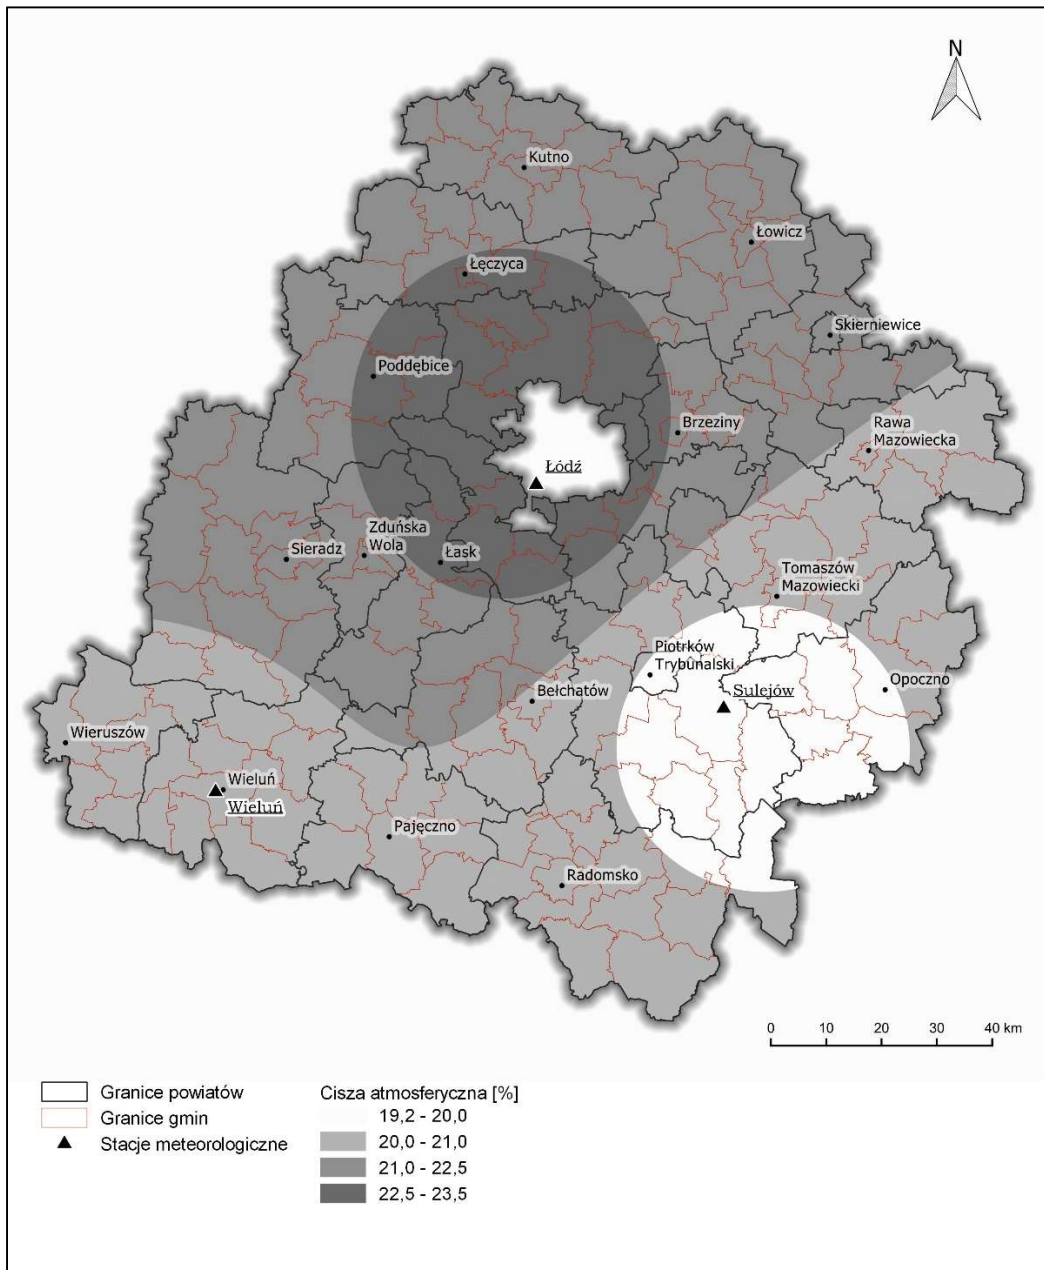 N
Kutno
Łowicz
Łęczyca
Skierniewice
Poddębice
Brzeziny
Rawa
Mazowiecka
Łódź
Zduńska
Wola
Sieradz
Łask
Tomaszów
Mazowiecki
Piotrków
Trybunalski
Opoczno
Sulejów
Bełchatów
Wieruszów
Wieluń
Wieluń
Pajęczno
Radomsko
0 10 20 30 40 km
Granice powiatów
Granice gmin
Stacje meteorologiczne
Cisza atmosferyczna [%]
19,2 - 20,0
20,0 - 21,0
21,0 - 22,5
22,5 - 23,5